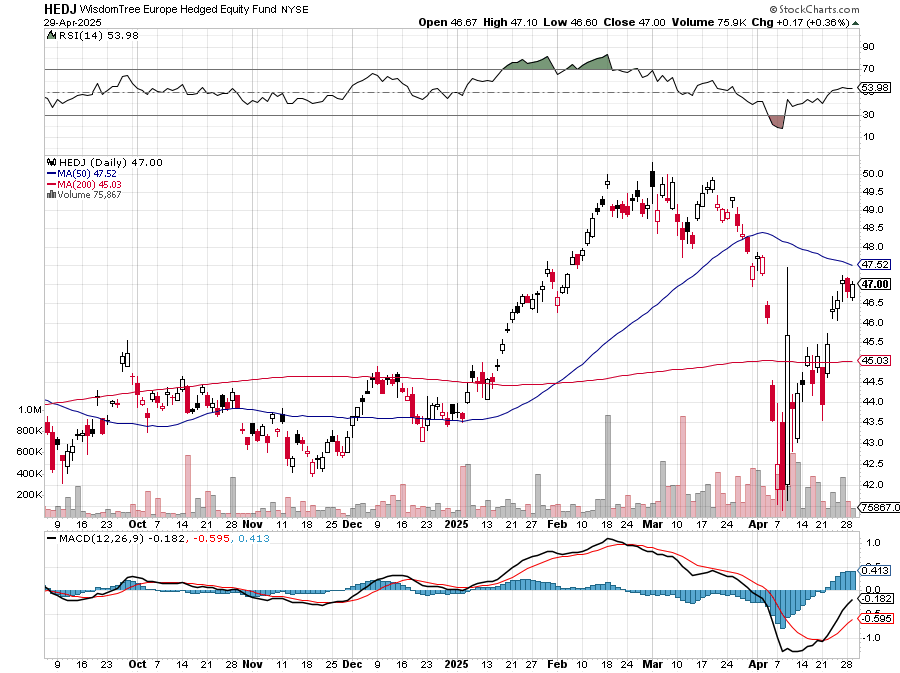 HEDJ WisdomTree Europe Hedged Equity Fund NYSE
© StockCharts.com
29-Apr-2025
Open 46.67 High 47.10 Low 46.60 Close 47.00 Volume 75.9K Chg +0.17 (+0.36%)
RSI(14) 53.98
90
70
53.98
30
10
HEDJ (Daily) 47.00
MA(50) 47.52
MA(200) 45.03
Volume 75,867
50.0
49.5
49.0
48.5
48.0
47.52
47.00
46.5
46.0
45.5
45.03
44.5
44.0
43.5
43.0
42.5
42.0
75867.0
1.0M
800K
600K
400K
200K
9 16 23 Oct 7 14 21 28 Nov 11 18 25 Dec 9 16 23 2025 13 21 27 Feb 10 18 24 Mar 10 17 24 Apr 7 14 21 28
MACD(12,26,9) -0.182, -0.595, 0.413
1.0
0.413
0.0
-0.182
-0.595
-1.0
9 16 23 Oct 7 14 21 28 Nov 11 18 25 Dec 9 16 23 2025 13 21 27 Feb 10 18 24 Mar 10 17 24 Apr 7 14 21 28